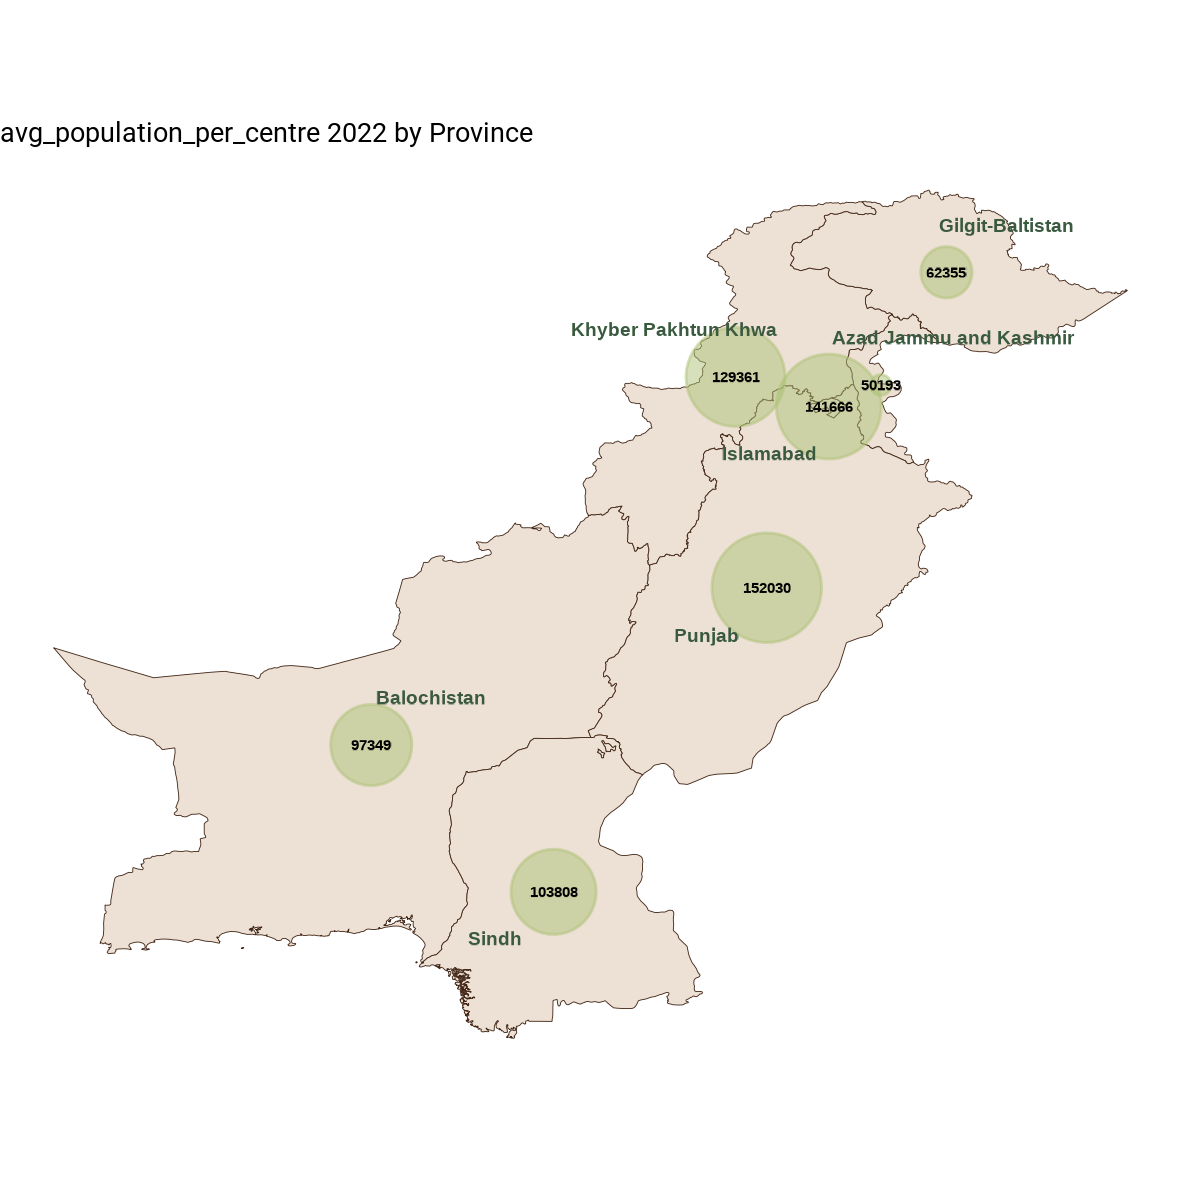 avg_population_per_centre 2022 by Province
Gilgit-Baltistan
62355
Khyber Pakhtun Khwa
Azad Jammu and Kashmir
129361
50193
141666
Islamabad
152030
Punjab
Balochistan
97349
103808
Sindh